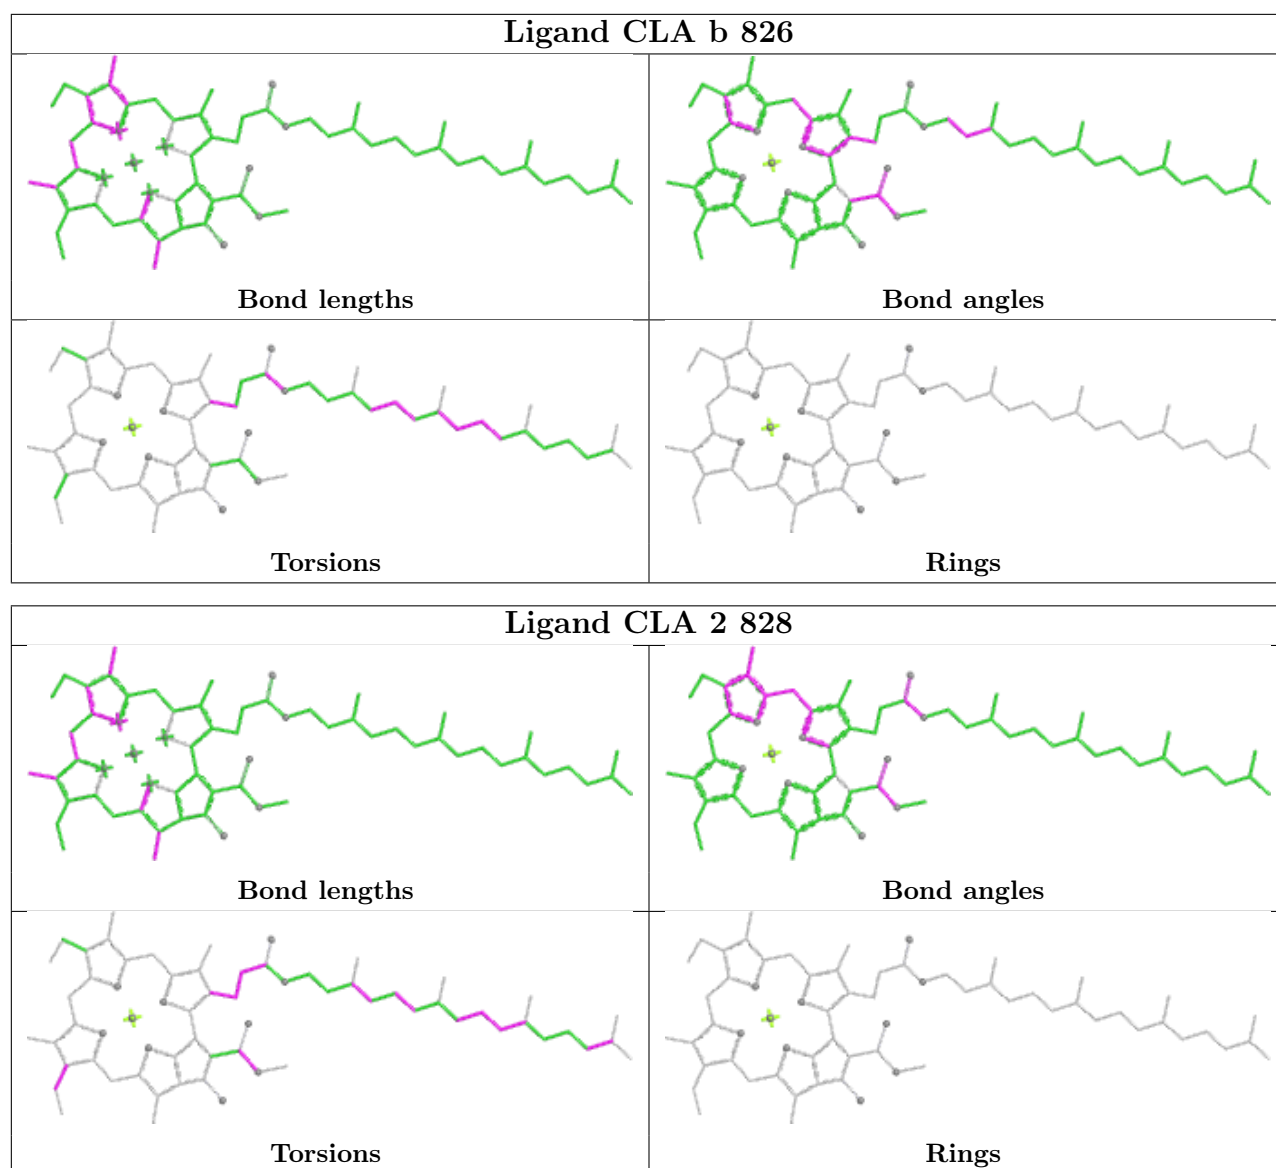 Ligand CLA b 826
Bond lengths
Bond angles
Torsions
Rings
Ligand CLA 2 828
Bond lengths
Bond angles
Torsions
Rings